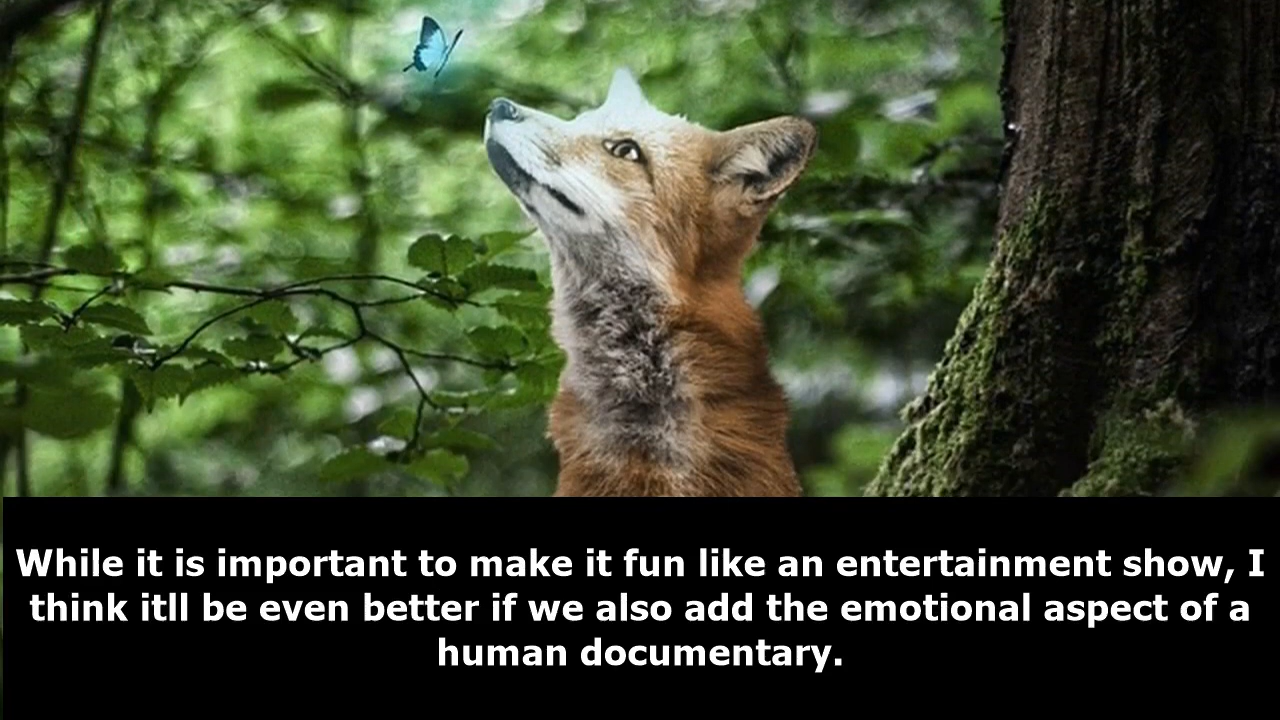 While it is important to make it fun like an entertainment show, I
think itll be even better if we also add the emotional aspect of a
human documentary.